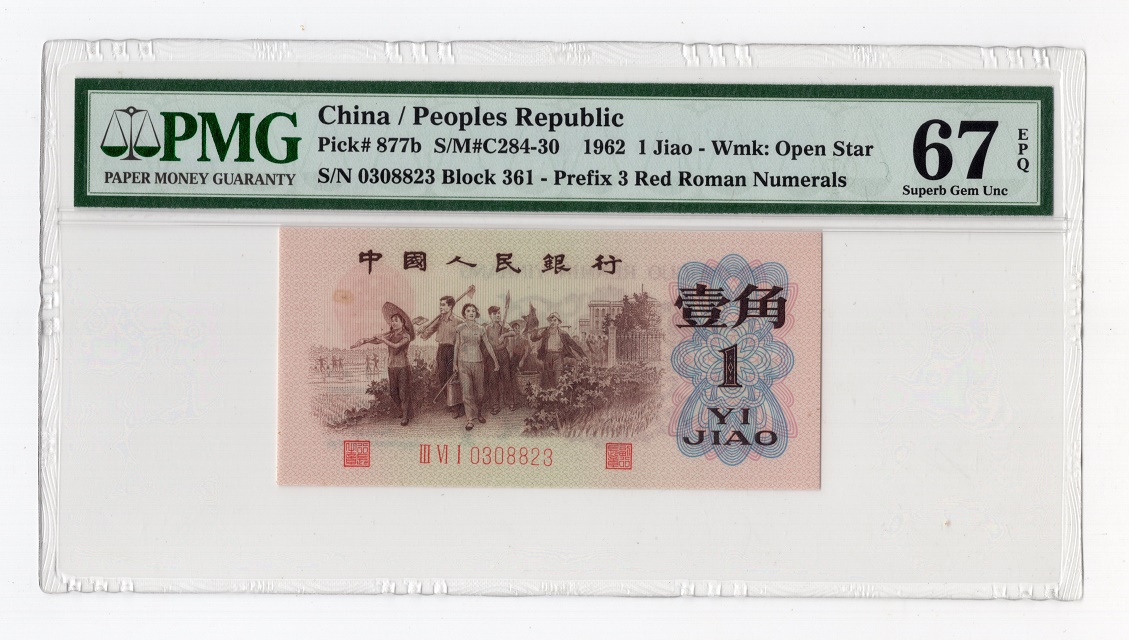 PMG
PAPER MONEY GUARANTY
China / Peoples Republic
Pick# 877b S/M#C284-30 1962 1 Jiao - Wmk: Open Star
S/N 0308823 Block 361 - Prefix 3 Red Roman Numerals
67
EPQ
Superb Gem Unc
中國人民銀行
壹角
1
YI
JIAO
III VI I 0308823